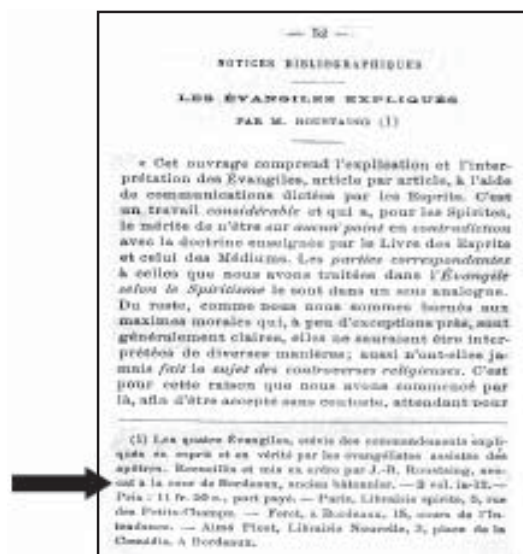 — 52 —
NOTICES BIBLIOGRAPHIQUES
LES ÉVANGILES EXPLIQUÉS
PAR M. ROUSTAING (1)
« Cet ouvrage comprend l'explication et l'inter-
prétation des Évangiles, article par article, à l'aide
de communications dictées par les Esprits. C'est
un travail considérable et qui a, pour les Spirites,
le mérite de n'être sur aucun point en contradiction
avec la doctrine enseignée par le Livre des Esprits
et celui des Médiums. Les parties correspondantes
à celles que nous avons traitées dans l'Évangile
selon le Spiritisme le sont dans un sens analogue.
Du reste, comme nous nous sommes bornés aux
maximes morales qui, à peu d'exceptions près, sont
généralement claires, elles ne sauraient être inter-
prétées de diverses manières; aussi n'ont-elles ja-
mais fait le sujet des controverses religieuses. C'est
pour cette raison que nous avons commencé par
là, afin d'être accepté sans conteste, attendant pour
(1) Les quatre Évangiles, suivis des commandements expli-
qués en esprit et en vérité par les évangélistes assistés des
apôtres. Recueillis et mis en ordre par J.-B. Roustaing, avo-
cat à la cour de Bordeaux, ancien bâtonnier. — 3 vol. in-12. —
Prix : 11 fr. 50 c., port payé. — Paris, Librairie spirite, 5, rue
des Petits-Champs. — Feret, à Bordeaux, 15, cours de l'In-
tendance. — Aimé Picot, Librairie Nouvelle, 3, place de la
Comédie, à Bordeaux.